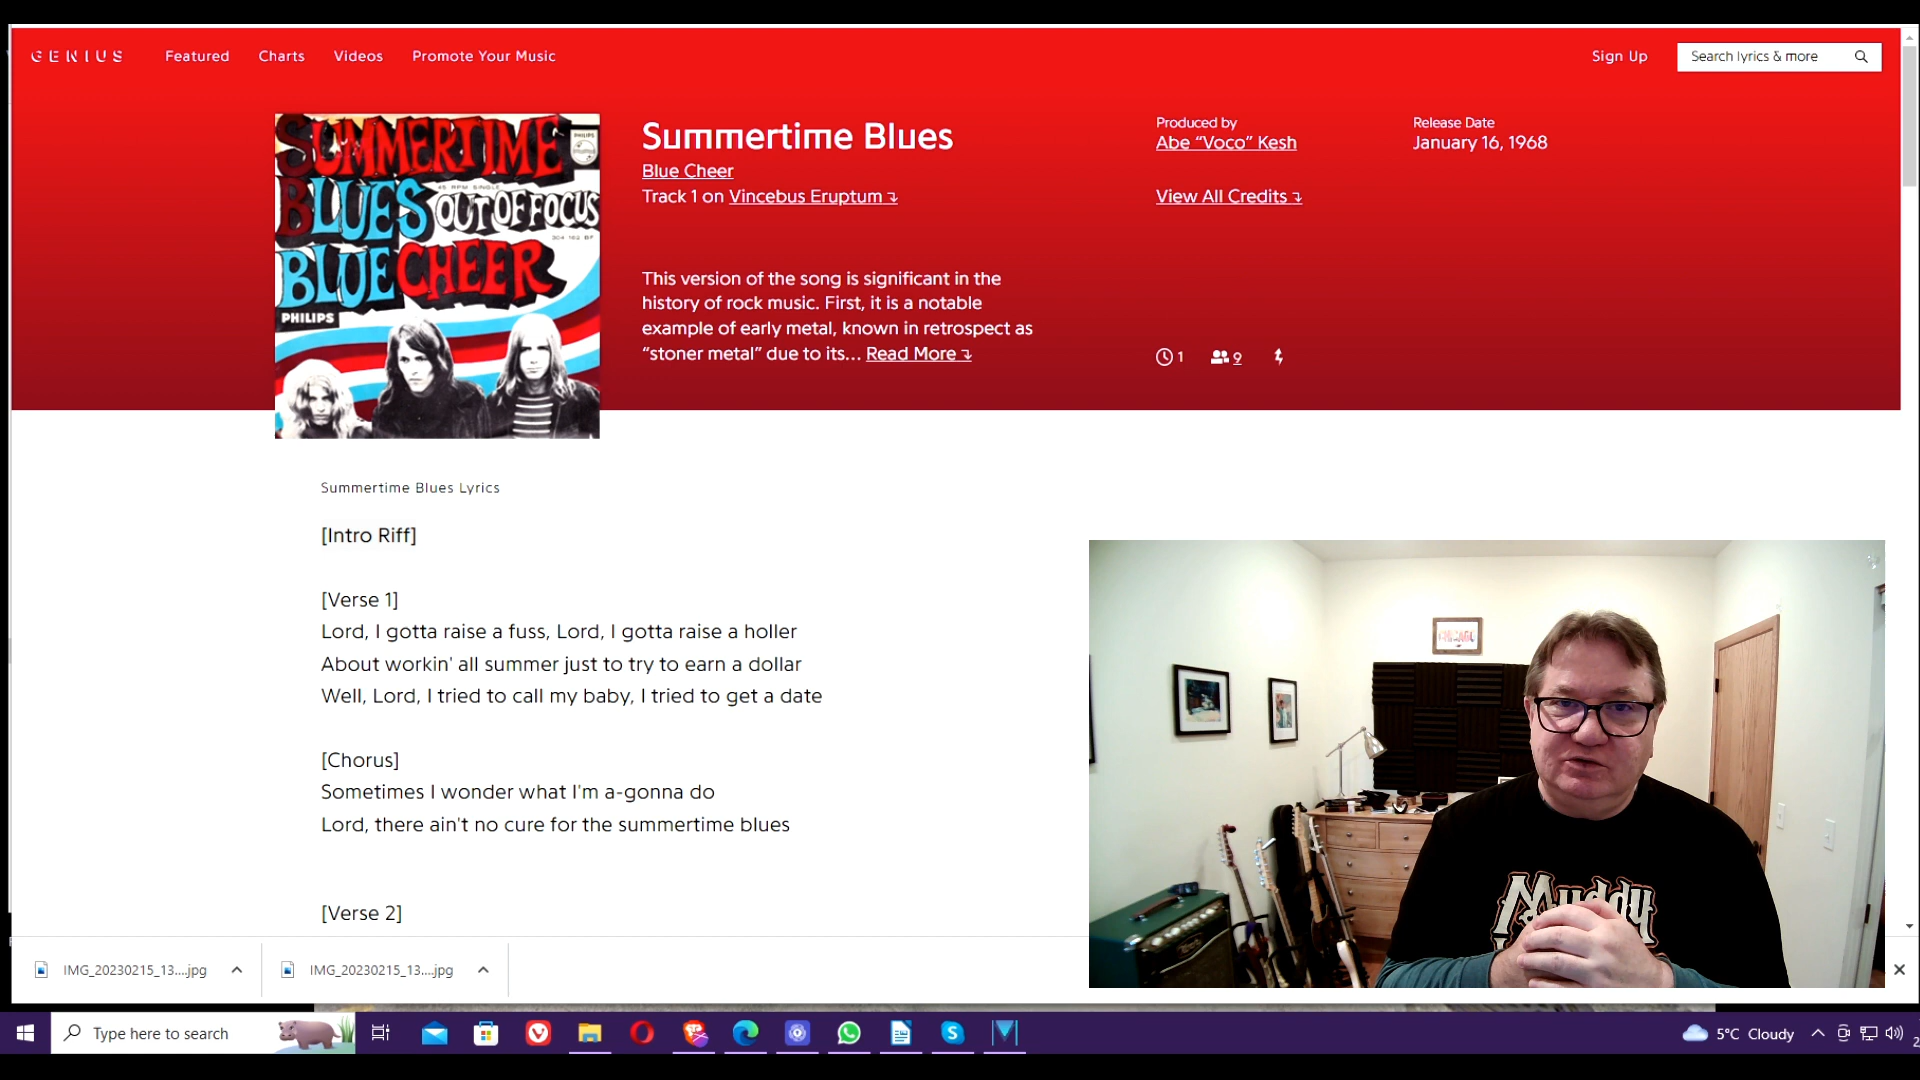 GENIUS Featured Charts Videos Promote Your Music Sign Up Search lyrics & more
SUMMERTIME
PHILIPS
BLUES OUT OF FOCUS
45 RPM SINGLE
BLUE CHEER
PHILIPS
Summertime Blues
Blue Cheer
Track 1 on Vincebus Eruptum
Produced by
Abe “Voco” Kesh
View All Credits
Release Date
January 16, 1968
This version of the song is significant in the
history of rock music. First, it is a notable
example of early metal, known in retrospect as
“stoner metal” due to its... Read More
1 9
Summertime Blues Lyrics
[Intro Riff]
[Verse 1]
Lord, I gotta raise a fuss, Lord, I gotta raise a holler
About workin' all summer just to try to earn a dollar
Well, Lord, I tried to call my baby, I tried to get a date
[Chorus]
Sometimes I wonder what I'm a-gonna do
Lord, there ain't no cure for the summertime blues
[Verse 2]
CHICAGO
Muddy
IMG_20230215_13....jpg IMG_20230215_13....jpg
Type here to search 5°C Cloudy